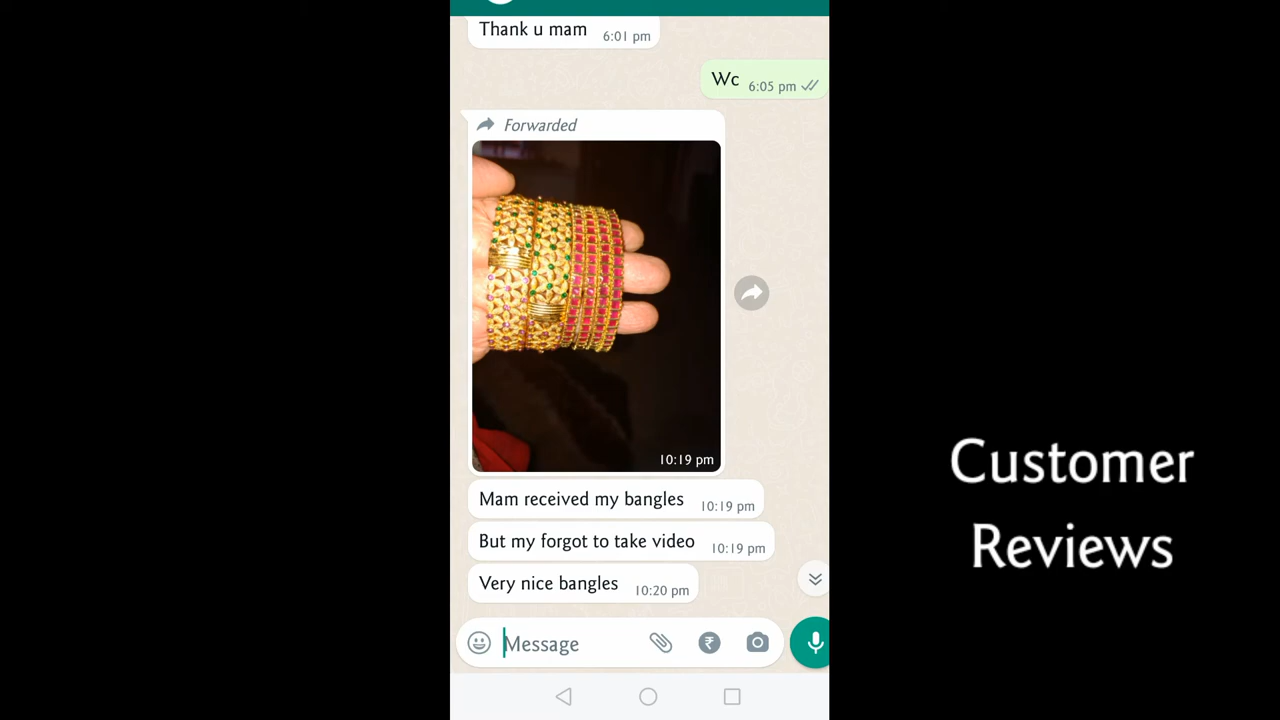 Thank u mam 6:01 pm
Wc 6:05 pm
Forwarded
10:19 pm
Mam received my bangles 10:19 pm
But my forgot to take video 10:19 pm
Very nice bangles 10:20 pm
Message
₹
Customer
Reviews